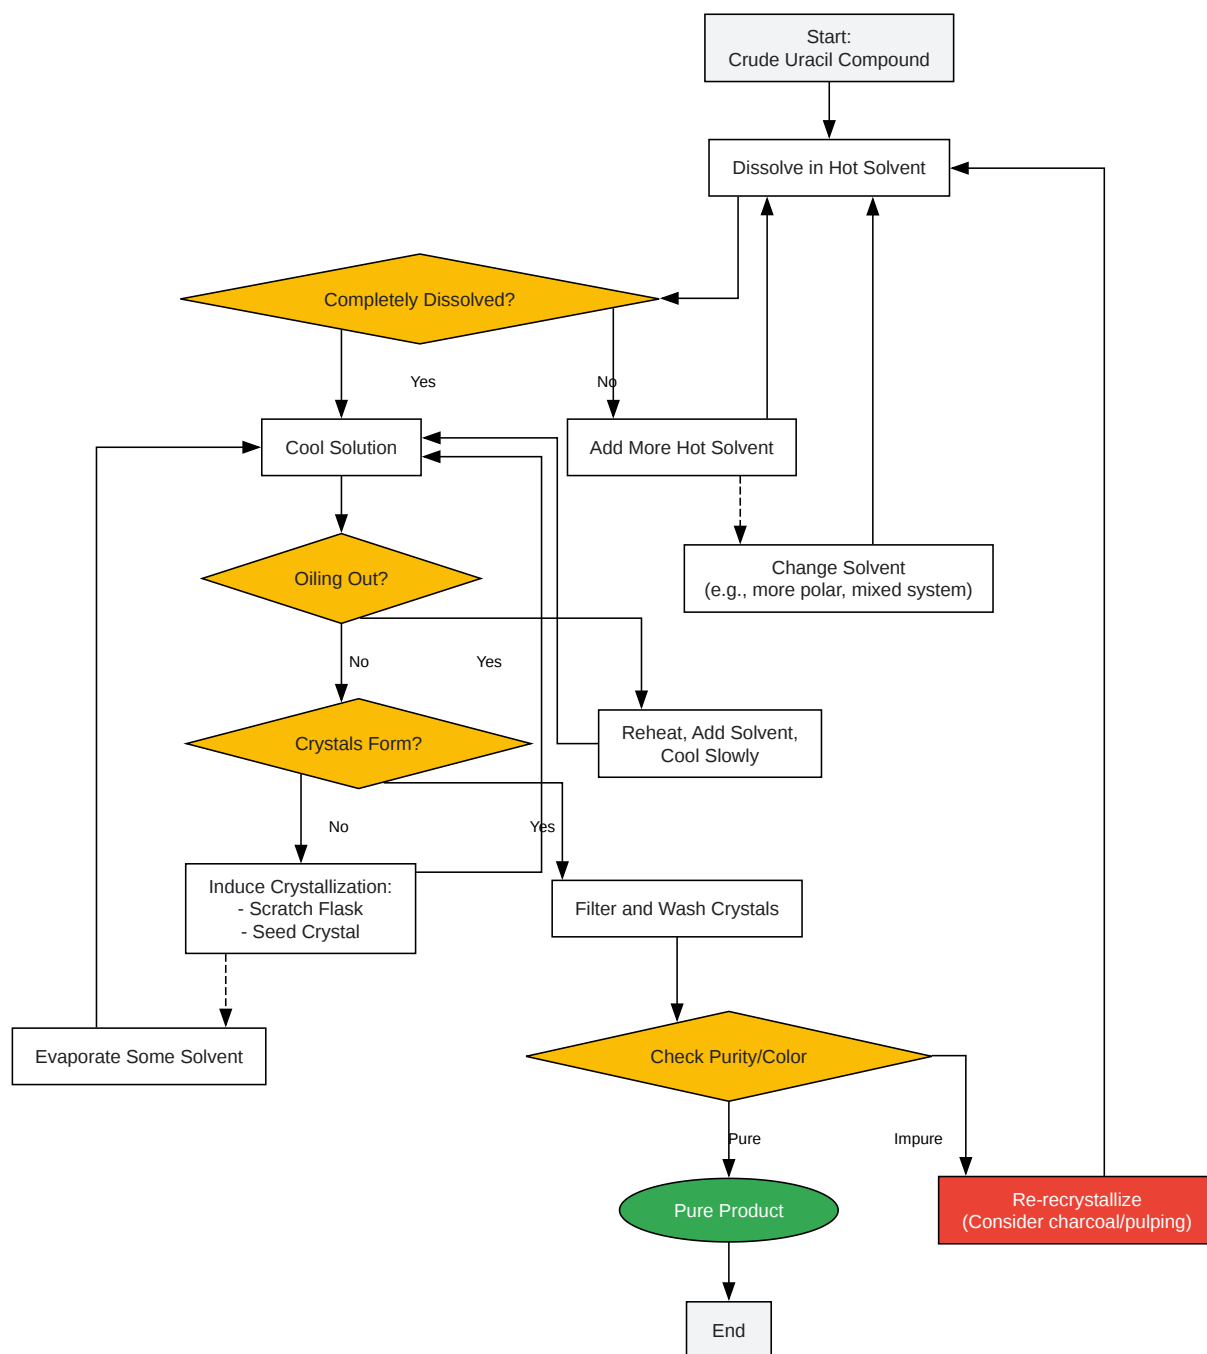 Start:
Crude Uracil Compound
Dissolve in Hot Solvent
Completely Dissolved?
Yes
No
Cool Solution
Add More Hot Solvent
Oiling Out?
Change Solvent
(e.g., more polar, mixed system)
No
Yes
Crystals Form?
Reheat, Add Solvent,
Cool Slowly
No
Yes
Induce Crystallization:
- Scratch Flask
- Seed Crystal
Filter and Wash Crystals
Evaporate Some Solvent
Check Purity/Color
Pure
Impure
Pure Product
Re-recrystallize
(Consider charcoal/pulping)
End